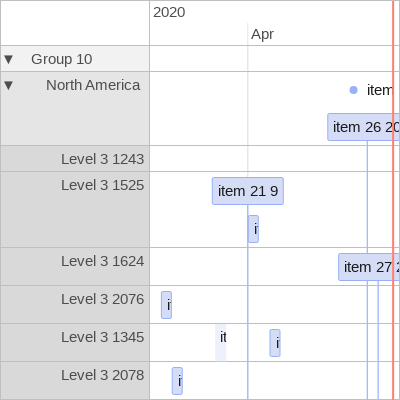 2020
Apr
▼ Group 10
▼ North America
item
item 26 20
Level 3 1243
Level 3 1525
item 21 9
Level 3 1624
item 27
Level 3 2076
Level 3 1345
it
Level 3 2078